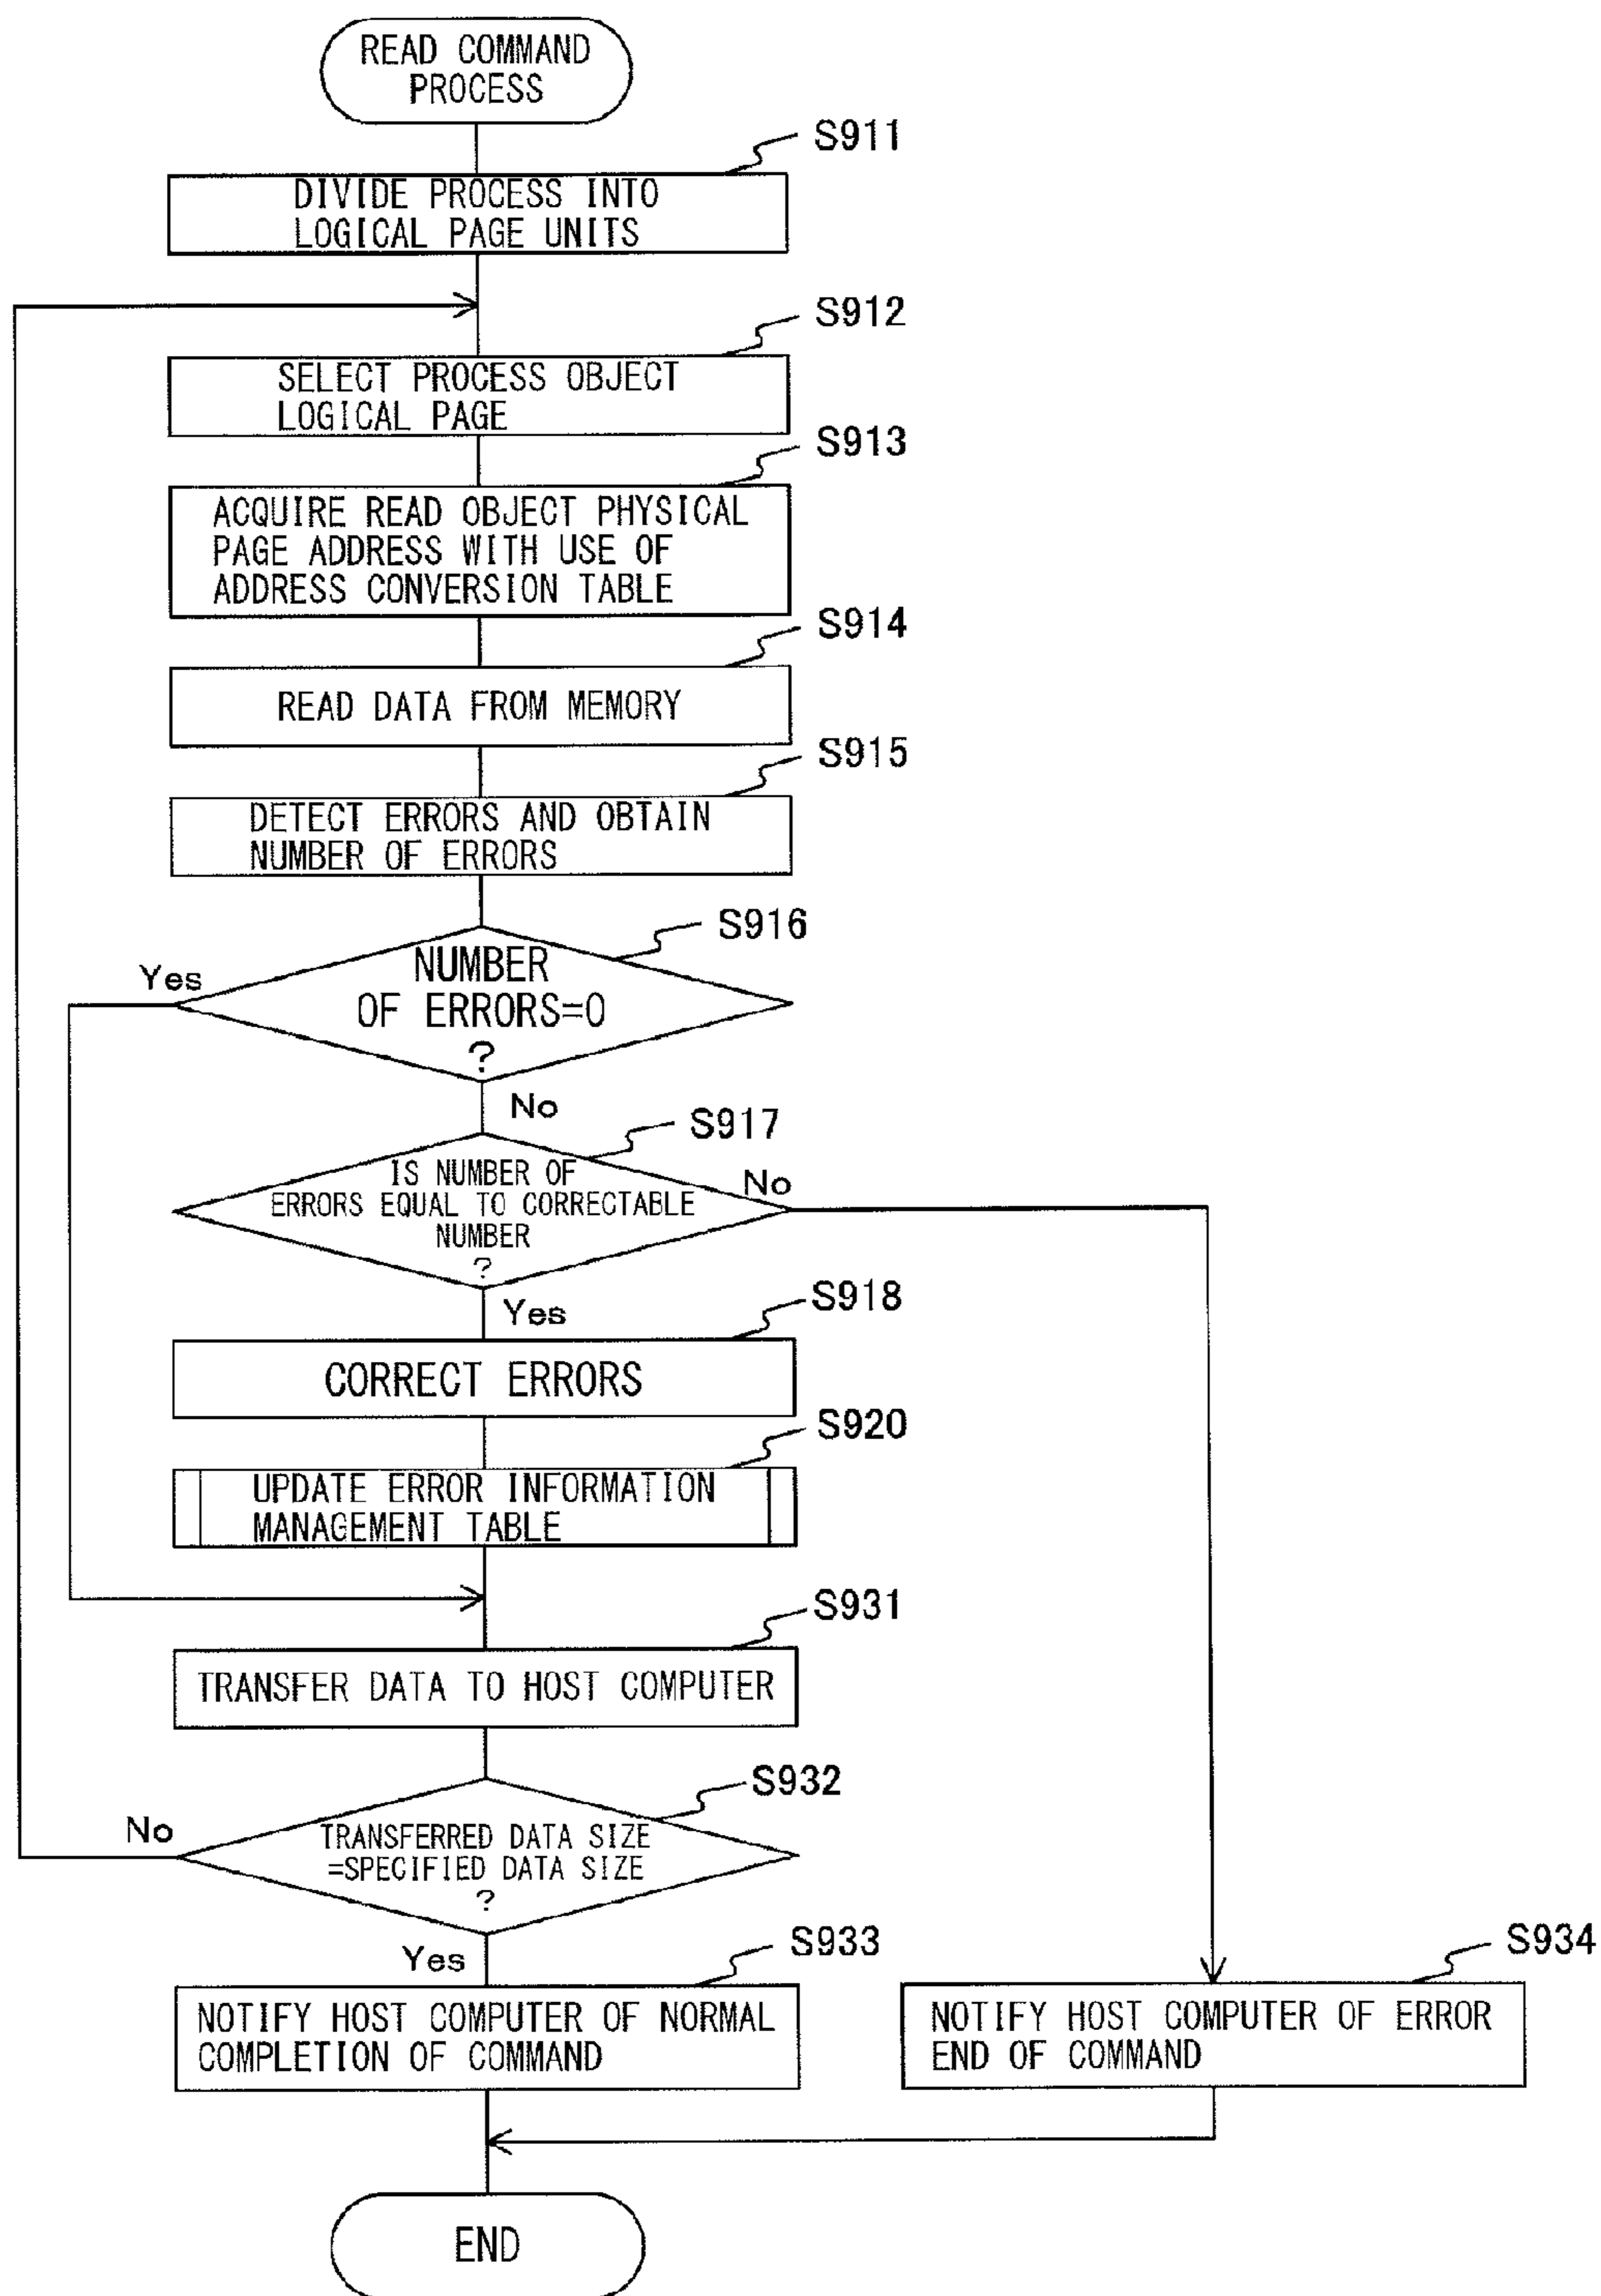 READ COMMAND
PROCESS
S911
DIVIDE PROCESS INTO
LOGICAL PAGE UNITS
S912
SELECT PROCESS OBJECT
LOGICAL PAGE
S913
ACQUIRE READ OBJECT PHYSICAL
PAGE ADDRESS WITH USE OF
ADDRESS CONVERSION TABLE
S914
READ DATA FROM MEMORY
S915
DETECT ERRORS AND OBTAIN
NUMBER OF ERRORS
S916
Yes
NUMBER
OF ERRORS=0
?
No
S917
IS NUMBER OF
ERRORS EQUAL TO CORRECTABLE
NUMBER
?
No
Yes
S918
CORRECT ERRORS
S920
UPDATE ERROR INFORMATION
MANAGEMENT TABLE
S931
TRANSFER DATA TO HOST COMPUTER
S932
No
TRANSFERRED DATA SIZE
=SPECIFIED DATA SIZE
?
Yes
S933
NOTIFY HOST COMPUTER OF NORMAL
COMPLETION OF COMMAND
S934
NOTIFY HOST COMPUTER OF ERROR
END OF COMMAND
END